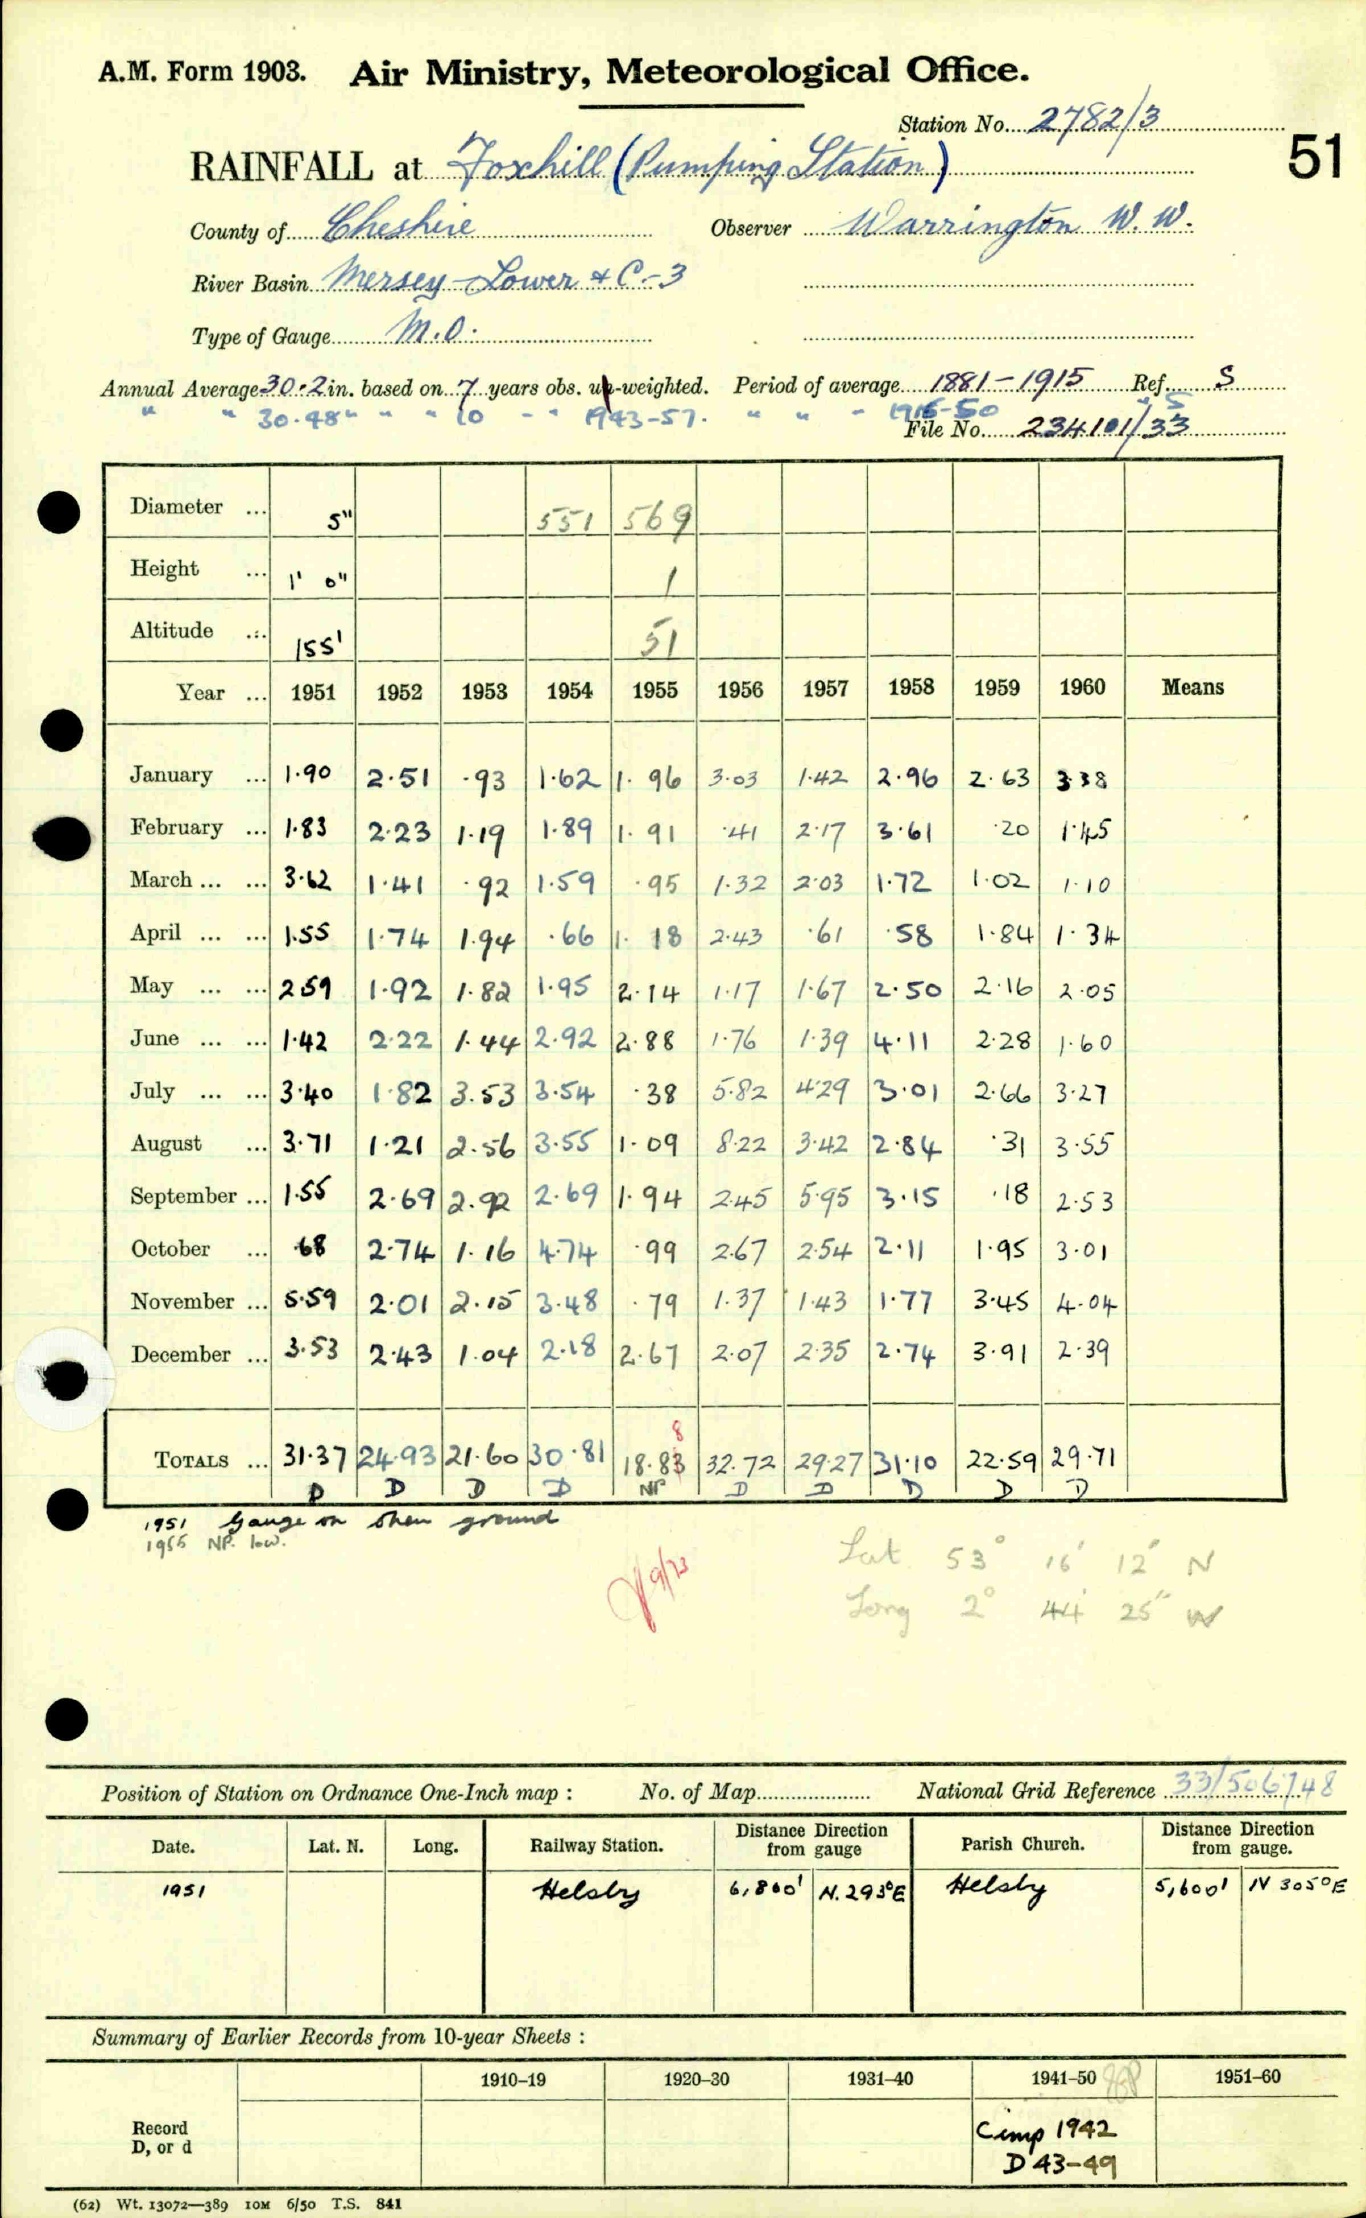 A.M. Form 1903. Air Ministry, Meteorological Office.
Station No. 2782/3
51
RAINFALL at Foxhill (Pumping Station)
County of Cheshire Observer Warrington W.W.
River Basin Mersey-Lower & C-3
Type of Gauge M.O.
Annual Average 30.2 in. based on 7 years obs. un-weighted. Period of average 1881-1915 Ref. S
" " 30.48 " " " 10 - " 1943-57. " " " 1916-50 " S
File No. 234101/33
Diameter ... 5" 551 569
Height ... 1' 0" 1
Altitude ... 155' 51
Year ... 1951 1952 1953 1954 1955 1956 1957 1958 1959 1960 Means
January ... 1.90 2.51 .93 1.62 1.96 3.03 1.42 2.96 2.63 3.38
February ... 1.83 2.23 1.19 1.89 1.91 .41 2.17 3.61 .20 1.45
March ... ... 3.62 1.41 .92 1.59 .95 1.32 2.03 1.72 1.02 1.10
April ... ... 1.55 1.74 1.94 .66 1.18 2.43 .61 .58 1.84 1.34
May ... ... 2.59 1.92 1.82 1.95 2.14 1.17 1.67 2.50 2.16 2.05
June ... ... 1.42 2.22 1.44 2.92 2.88 1.76 1.39 4.11 2.28 1.60
July ... ... 3.40 1.82 3.53 3.54 .38 5.82 4.29 3.01 2.66 3.27
August ... 3.71 1.21 2.56 3.55 1.09 8.22 3.42 2.84 .31 3.55
September ... 1.55 2.69 2.92 2.69 1.94 2.45 5.95 3.15 .18 2.53
October ... .68 2.74 1.16 4.74 .99 2.67 2.54 2.11 1.95 3.01
November ... 5.59 2.01 2.15 3.48 .79 1.37 1.43 1.77 3.45 4.04
December ... 3.53 2.43 1.04 2.18 2.67 2.07 2.35 2.74 3.91 2.39
8
TOTALS ... 31.37 24.93 21.60 30.81 18.83 32.72 29.27 31.10 22.59 29.71
D D D D NP D D D D D
1951 Gauge on open ground
1955 NP. low.
9/73
Lat. 53° 16' 12" N
Long 2° 44' 25" W
Position of Station on Ordnance One-Inch map : No. of Map National Grid Reference 33/506748
Date. Lat. N. Long. Railway Station. Distance Direction from gauge Parish Church. Distance Direction from gauge.
1951 Helsby 6,800' N.293°E Helsby 5,600' N 305°E
Summary of Earlier Records from 10-year Sheets :
1910–19 1920–30 1931–40 1941–50 1951–60
Record D, or d Comp 1942
D 43-49
(62) Wt. 13072—389 10M 6/50 T.S. 841